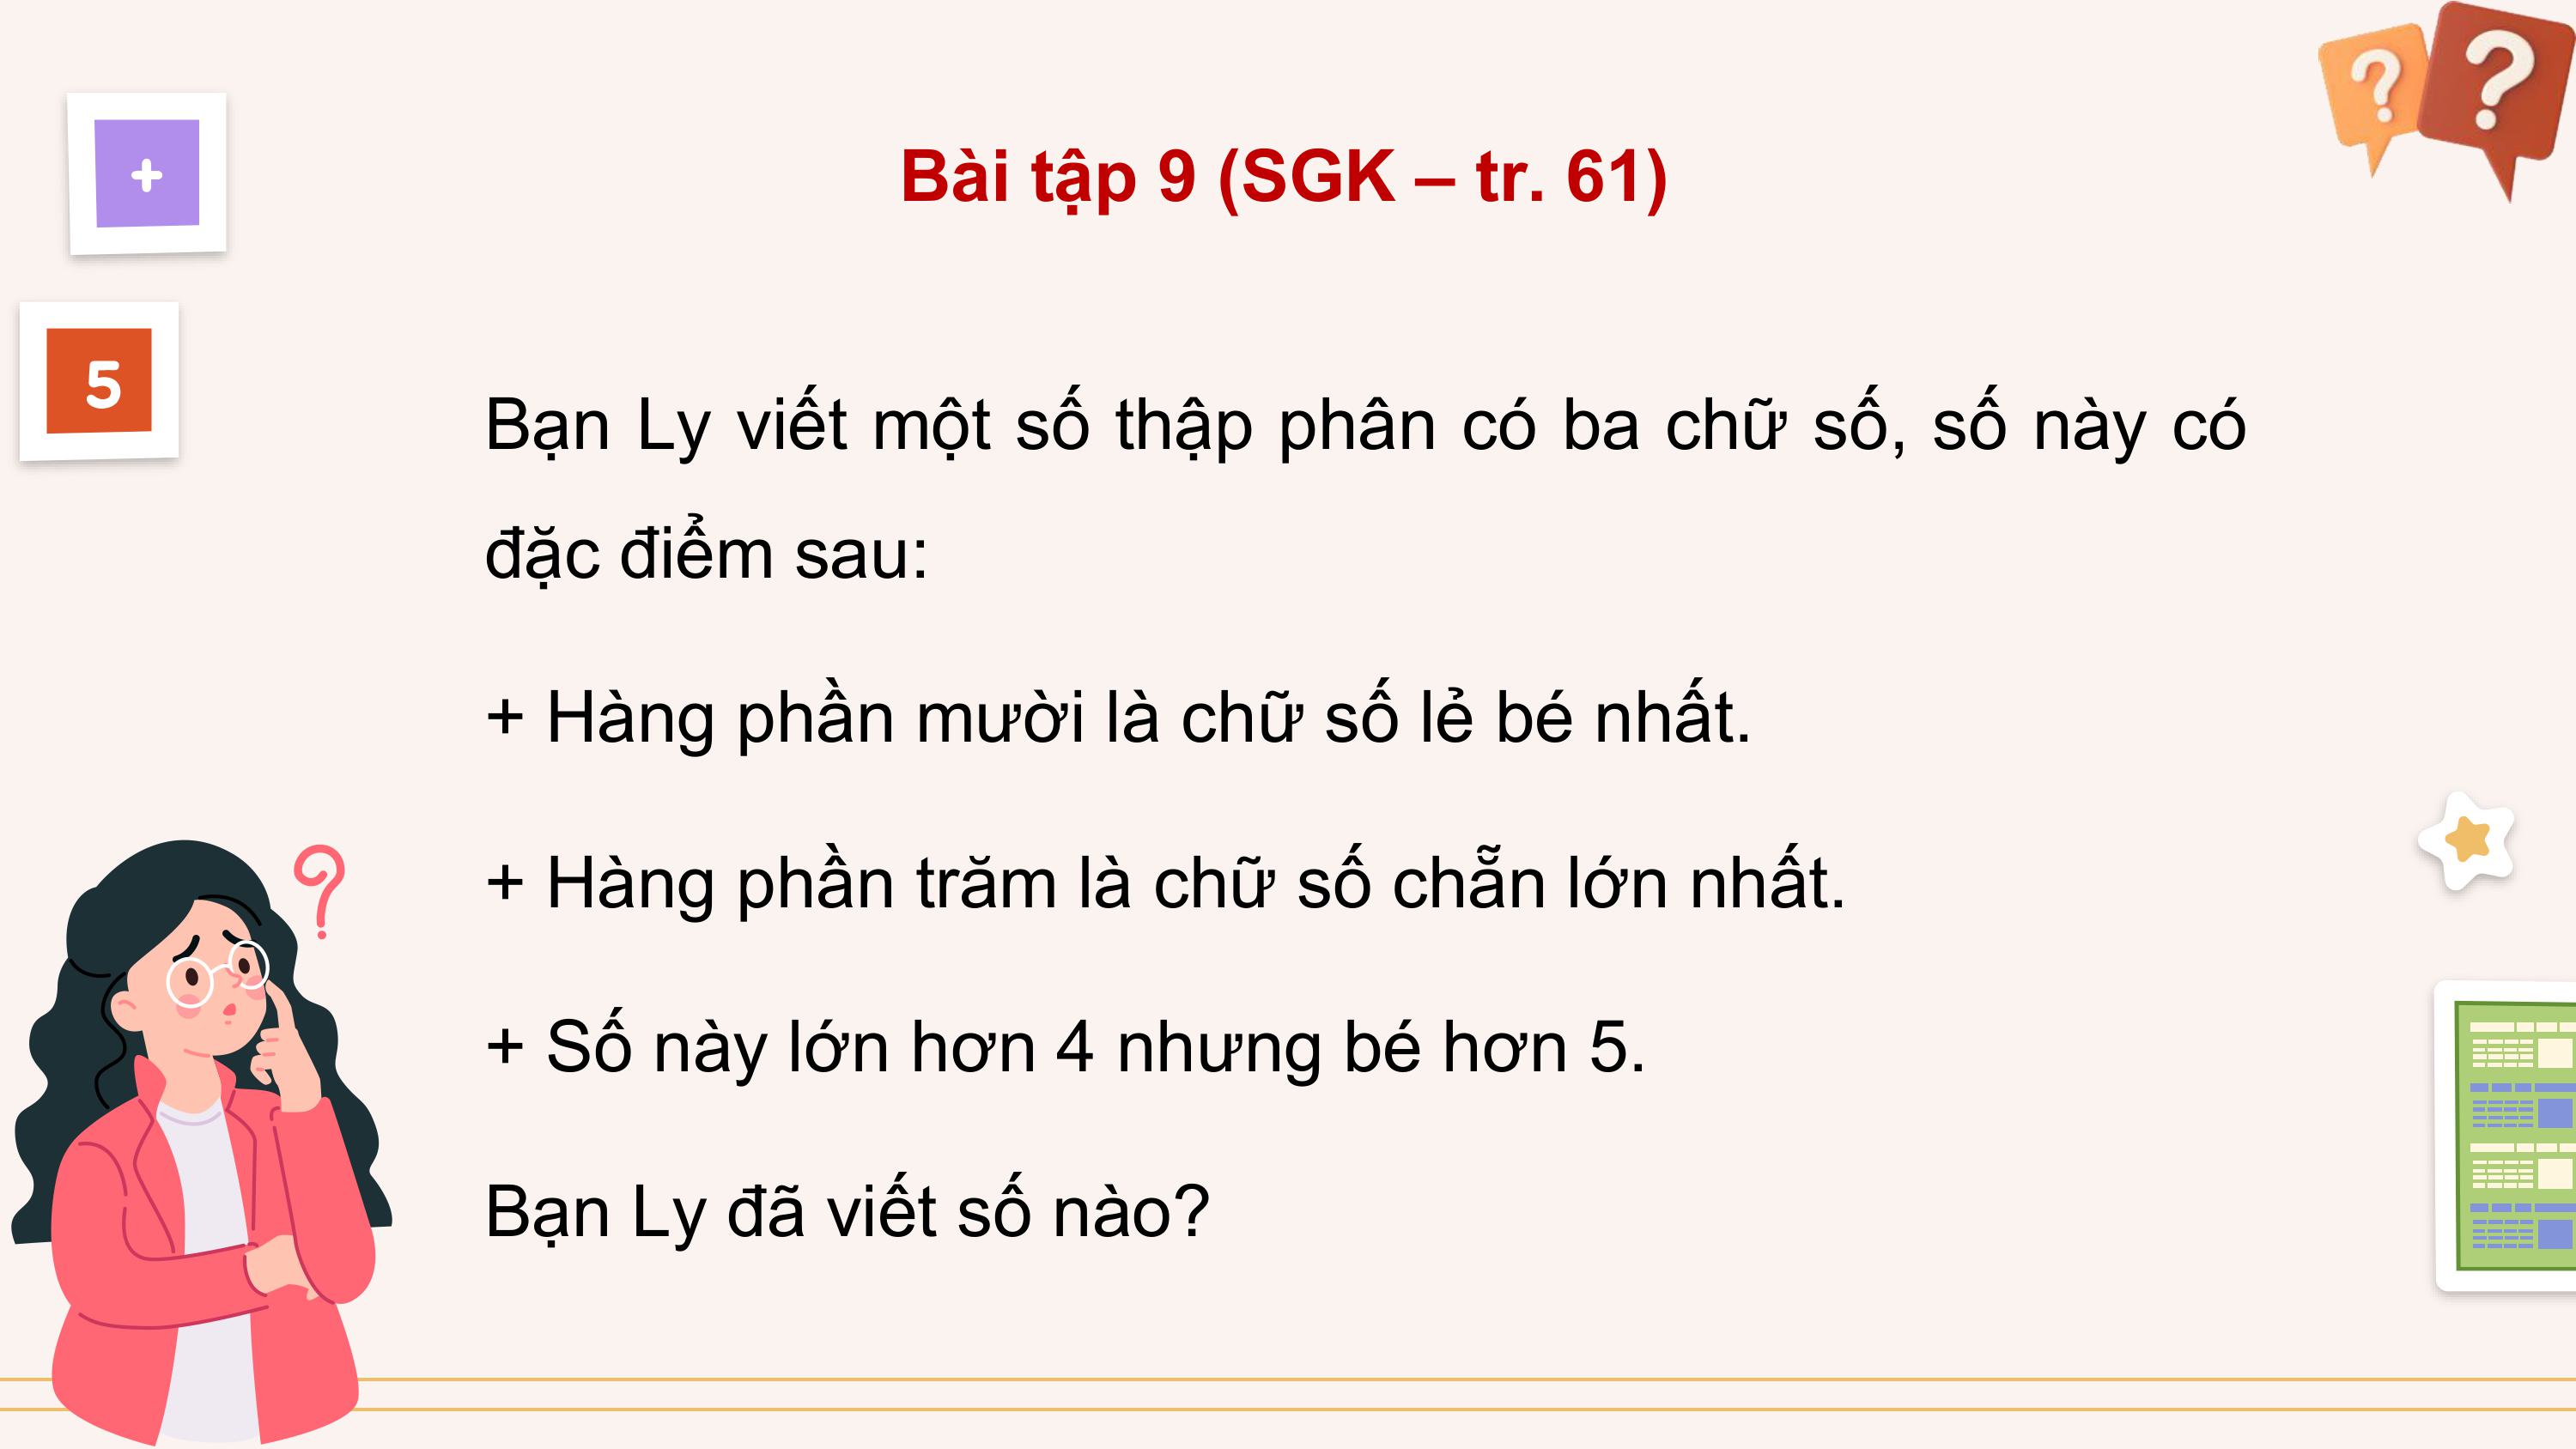 +
5
?
?
Bài tập 9 (SGK – tr. 61)
Bạn Ly viết một số thập phân có ba chữ số, số này có
đặc điểm sau:
+ Hàng phần mười là chữ số lẻ bé nhất.
+ Hàng phần trăm là chữ số chẵn lớn nhất.
+ Số này lớn hơn 4 nhưng bé hơn 5.
Bạn Ly đã viết số nào?
?